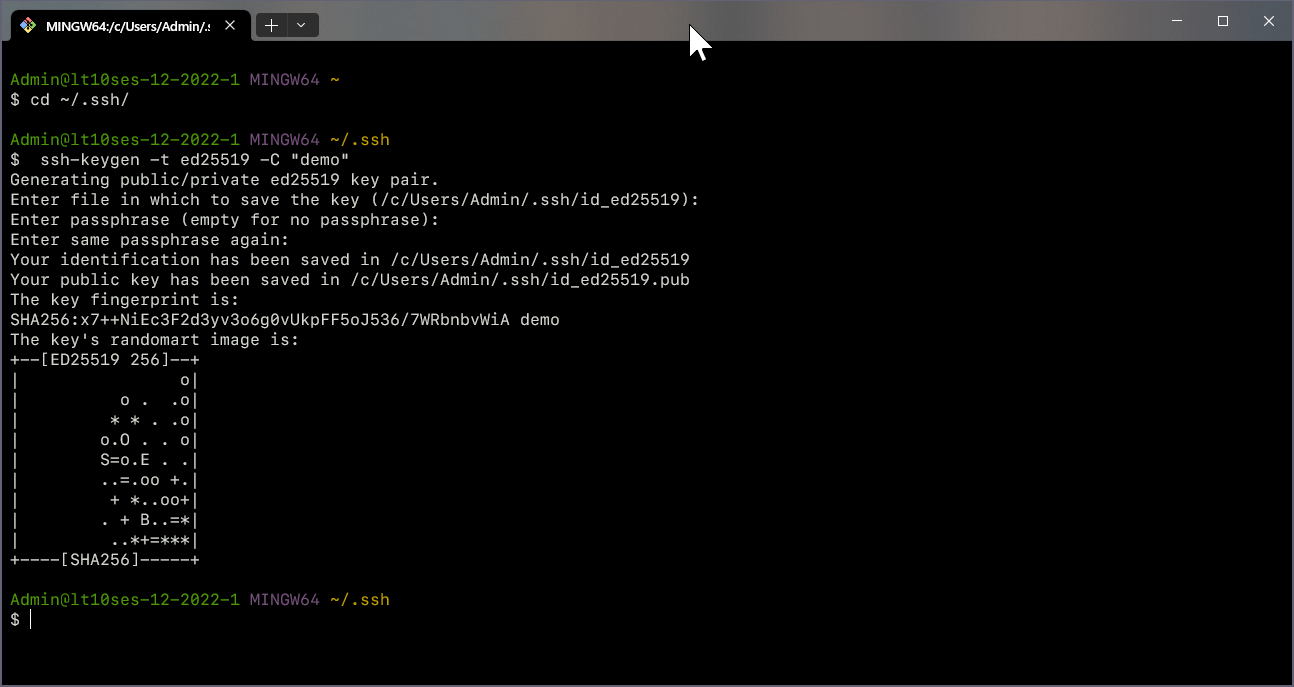 MINGW64:/c/Users/Admin/.s
Admin@lt10ses-12-2022-1 MINGW64 ~
$ cd ~/.ssh/
Admin@lt10ses-12-2022-1 MINGW64 ~/.ssh
$  ssh-keygen -t ed25519 -C "demo"
Generating public/private ed25519 key pair.
Enter file in which to save the key (/c/Users/Admin/.ssh/id_ed25519):
Enter passphrase (empty for no passphrase):
Enter same passphrase again:
Your identification has been saved in /c/Users/Admin/.ssh/id_ed25519
Your public key has been saved in /c/Users/Admin/.ssh/id_ed25519.pub
The key fingerprint is:
SHA256:x7++NiEc3F2d3yv3o6g0vUkpFF5oJ536/7WRbnbvWiA demo
The key's randomart image is:
+--[ED25519 256]--+
|                o|
|          o .  .o|
|         * * . .o|
|        o.O . . o|
|        S=o.E . .|
|        ..=.oo +.|
|         + *..oo+|
|        . + B..=*|
|         ..*+=***|
+----[SHA256]-----+
Admin@lt10ses-12-2022-1 MINGW64 ~/.ssh
$